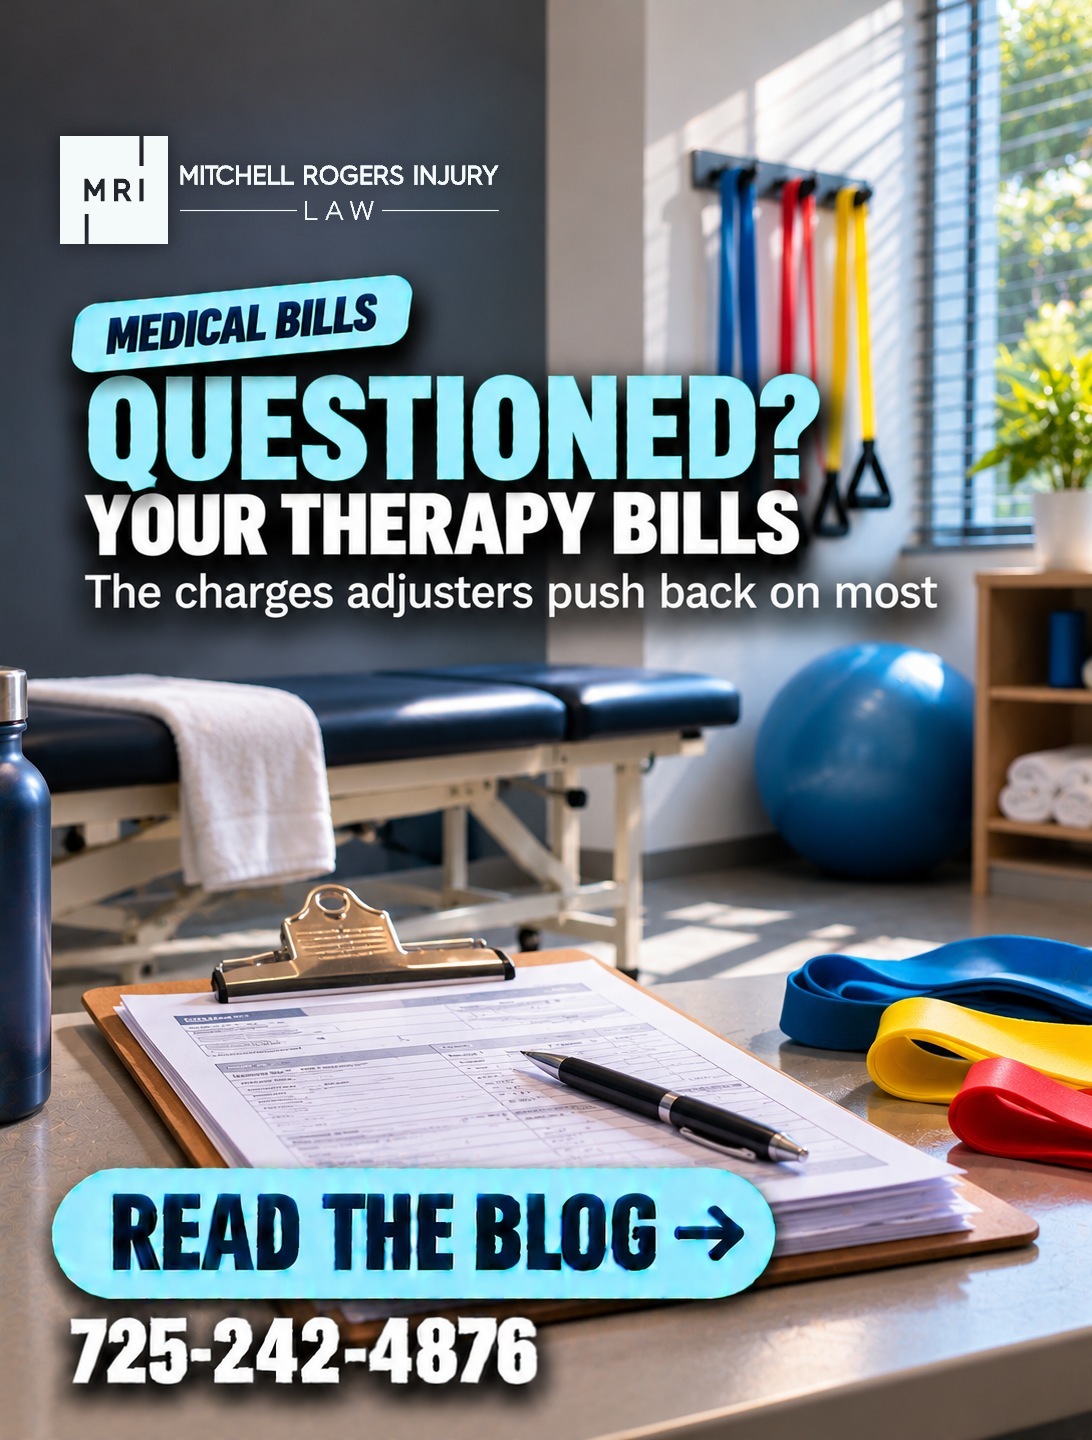 MRI
MITCHELL ROGERS INJURY
LAW
MEDICAL BILLS
QUESTIONED?
YOUR THERAPY BILLS
The charges adjusters push back on most
READ THE BLOG →
725-242-4876